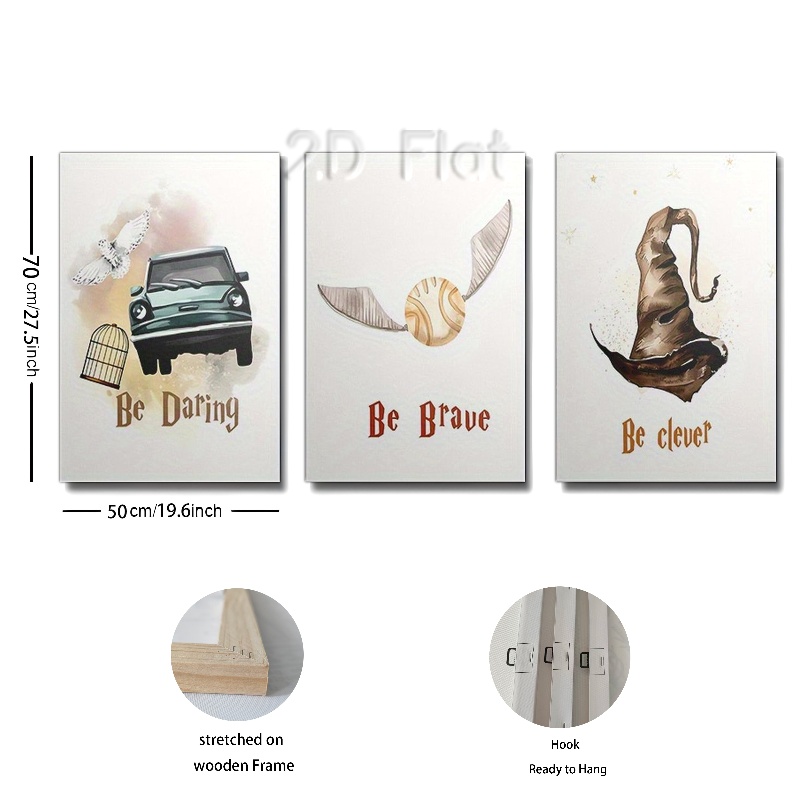 2D Flat
70 cm/27.5inch
Be Daring
Be Brave
Be clever
50cm/19.6inch
stretched on
wooden Frame
Hook
Ready to Hang